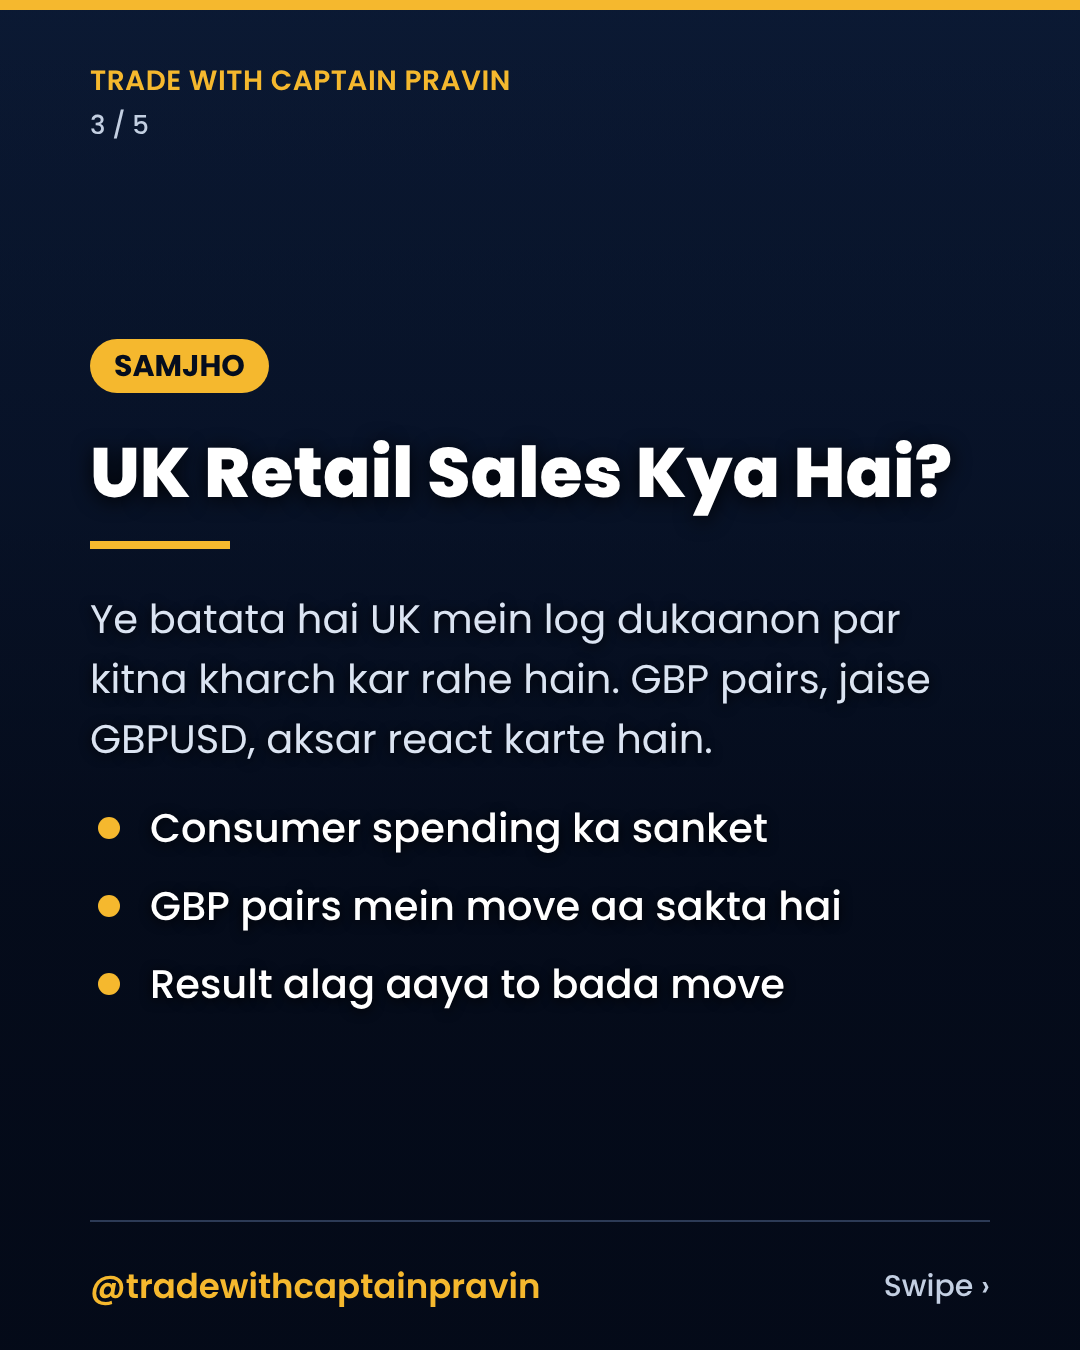 TRADE WITH CAPTAIN PRAVIN
3 / 5
SAMJHO
UK Retail Sales Kya Hai?
Ye batata hai UK mein log dukaanon par
kitna kharch kar rahe hain. GBP pairs, jaise
GBPUSD, aksar react karte hain.
Consumer spending ka sanket
GBP pairs mein move aa sakta hai
Result alag aaya to bada move
@tradewithcaptainpravin
Swipe ›